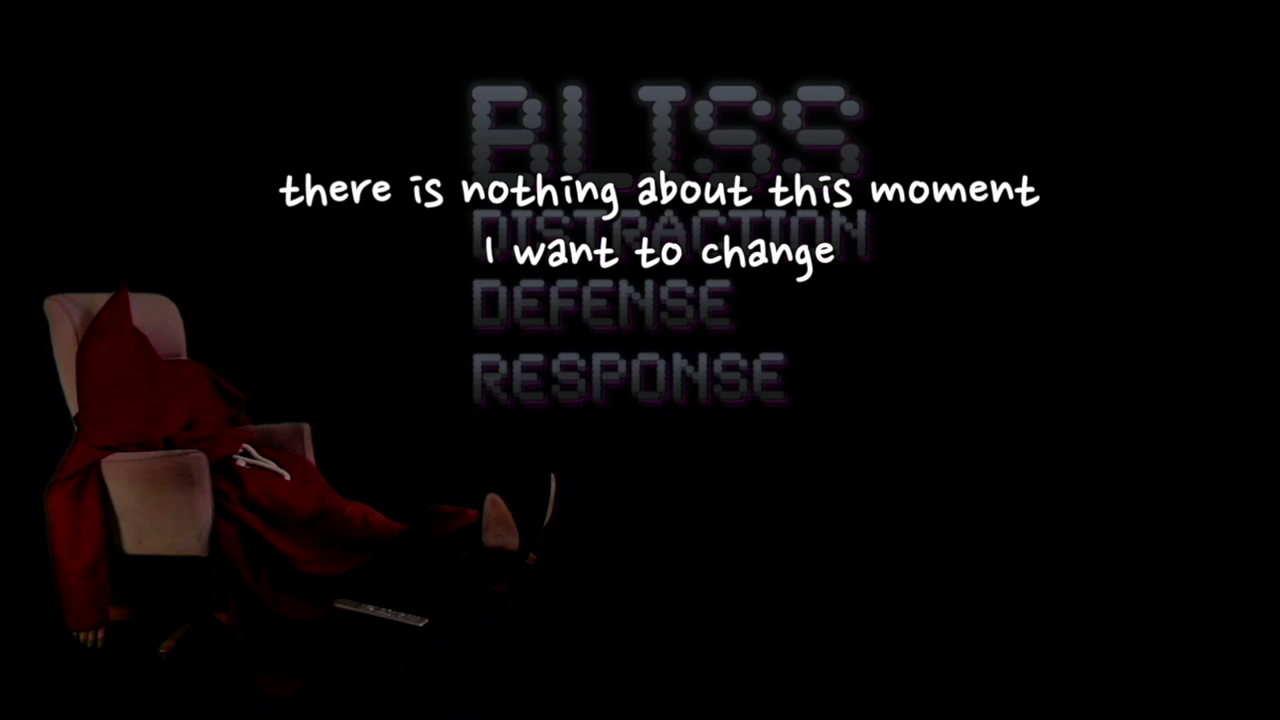 BLISS
there is nothing about this moment
DISTRACTION
I want to change
DEFENSE
RESPONSE